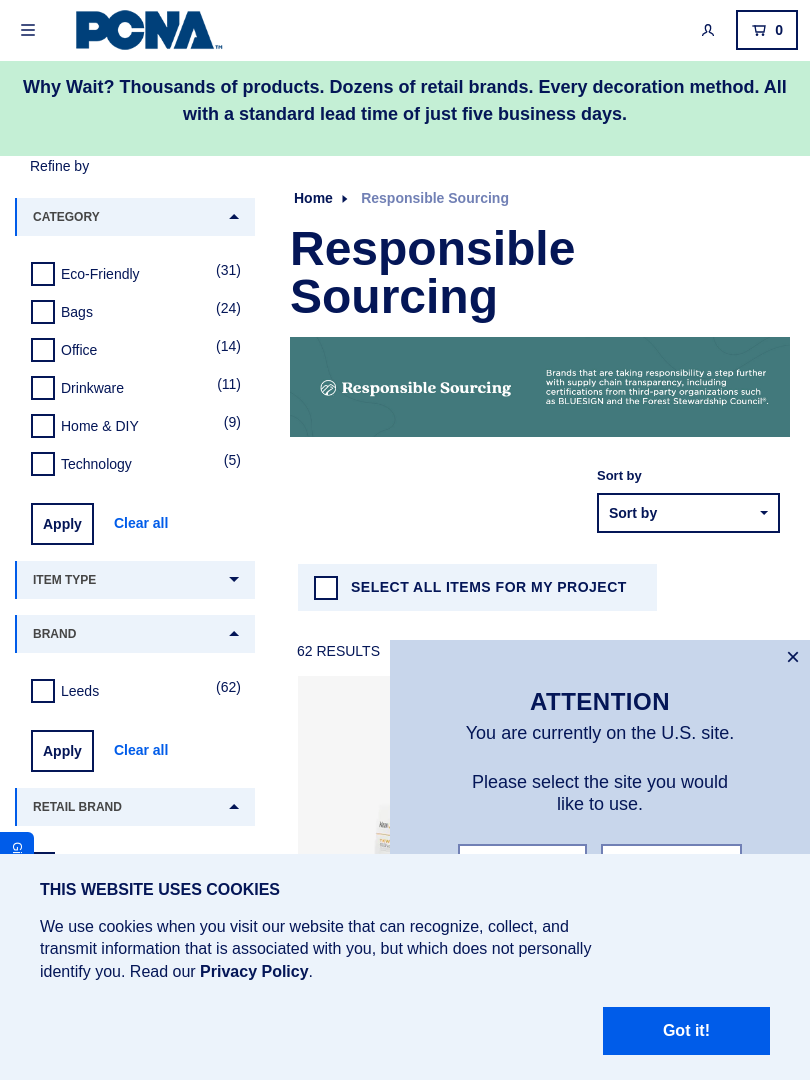 PCNA™
0
Why Wait? Thousands of products. Dozens of retail brands. Every decoration method. All
with a standard lead time of just five business days.
Refine by
CATEGORY
Eco-Friendly (31)
Bags (24)
Office (14)
Drinkware (11)
Home & DIY (9)
Technology (5)
Apply Clear all
ITEM TYPE
BRAND
Leeds (62)
Apply Clear all
RETAIL BRAND
Home Responsible Sourcing
Responsible
Sourcing
Responsible Sourcing
Brands that are taking responsibility a step further
with supply chain transparency, including
certifications from third-party organizations such
as BLUESIGN and the Forest Stewardship Council®.
Sort by
Sort by
SELECT ALL ITEMS FOR MY PROJECT
62 RESULTS
×
ATTENTION
You are currently on the U.S. site.
Please select the site you would
like to use.
THIS WEBSITE USES COOKIES
We use cookies when you visit our website that can recognize, collect, and
transmit information that is associated with you, but which does not personally
identify you. Read our Privacy Policy.
Got it!